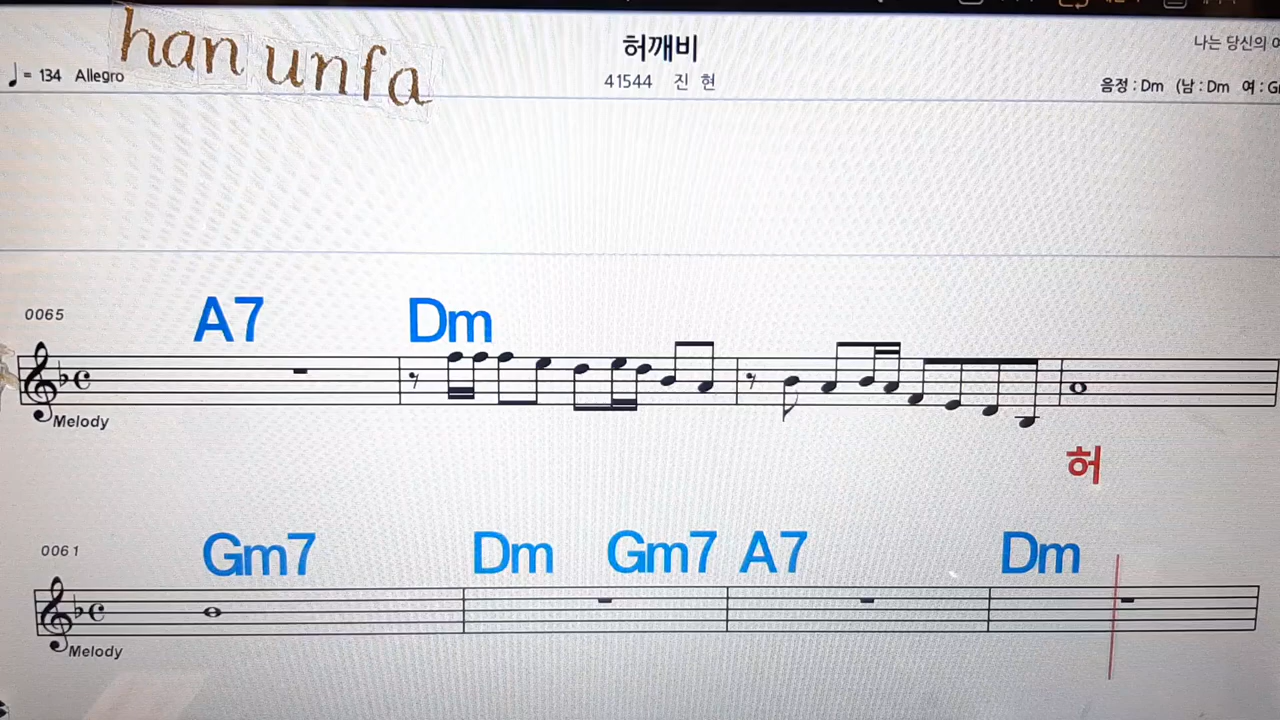 han unfa
허깨비
나는 당신의
♩= 134 Allegro
41544 진 현
음정 : Dm (남 : Dm 여 :
0065
A7 Dm
Melody
허
0061
Gm7 Dm Gm7 A7 Dm
Melody